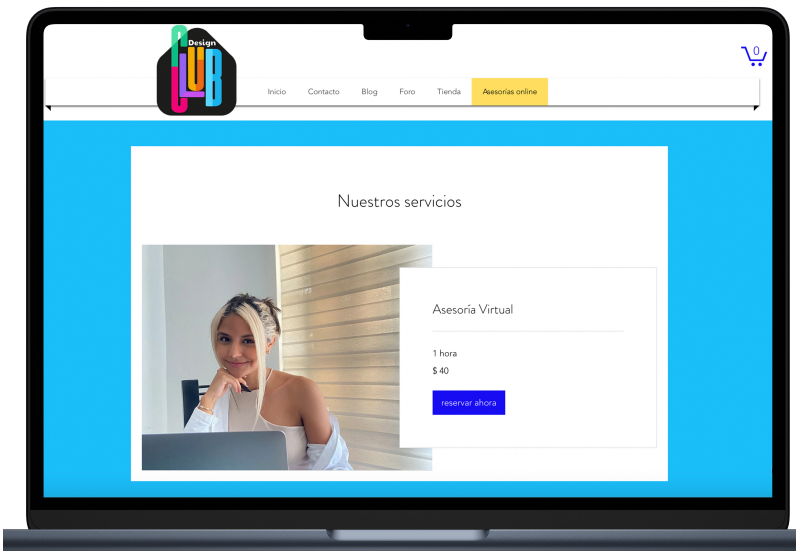 Design
CLUB
0
Inicio Contacto Blog Foro Tienda Asesorías online
Nuestros servicios
Asesoría Virtual
1 hora
$ 40
reservar ahora